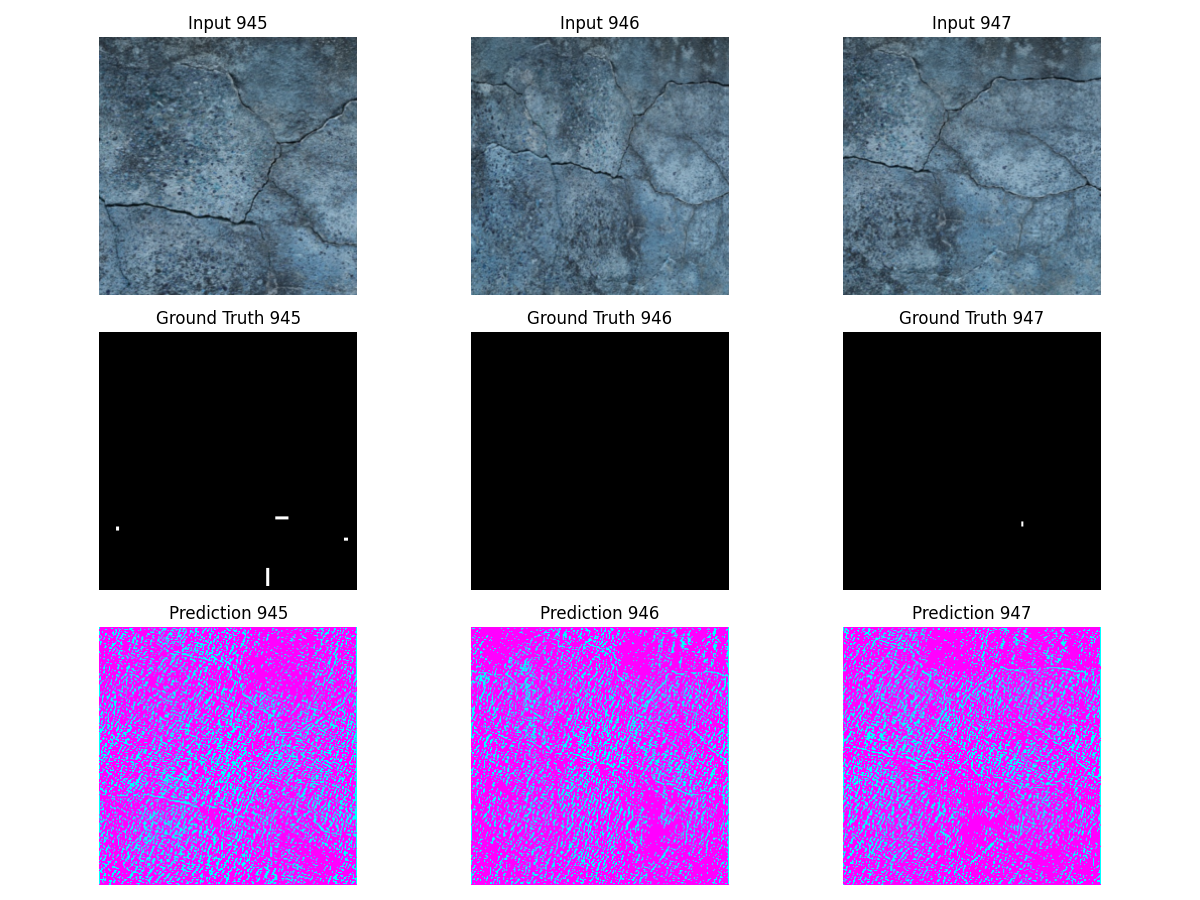 Input 945
Input 946
Input 947
Ground Truth 945
Ground Truth 946
Ground Truth 947
Prediction 945
Prediction 946
Prediction 947